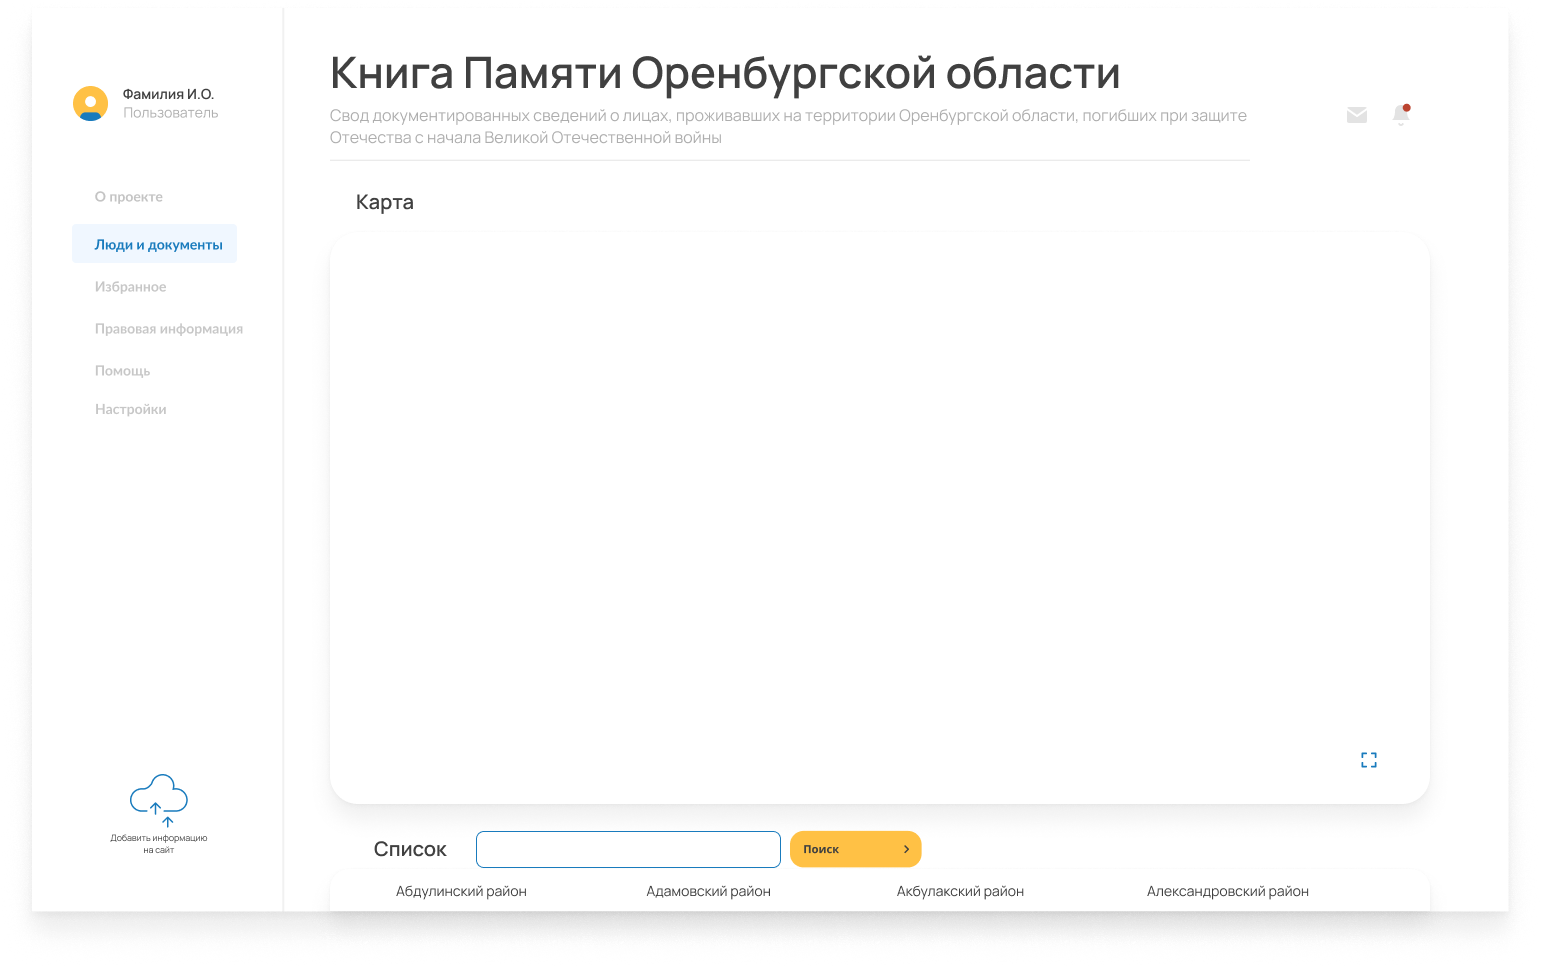 Фамилия И.О.
Пользователь
О проекте
Люди и документы
Избранное
Правовая информация
Помощь
Настройки
Добавить информацию
на сайт
Книга Памяти Оренбургской области
Свод документированных сведений о лицах, проживавших на территории Оренбургской области, погибших при защите
Отечества с начала Великой Отечественной войны
Карта
Список
Поиск
Абдулинский район Адамовский район Акбулакский район Александровский район